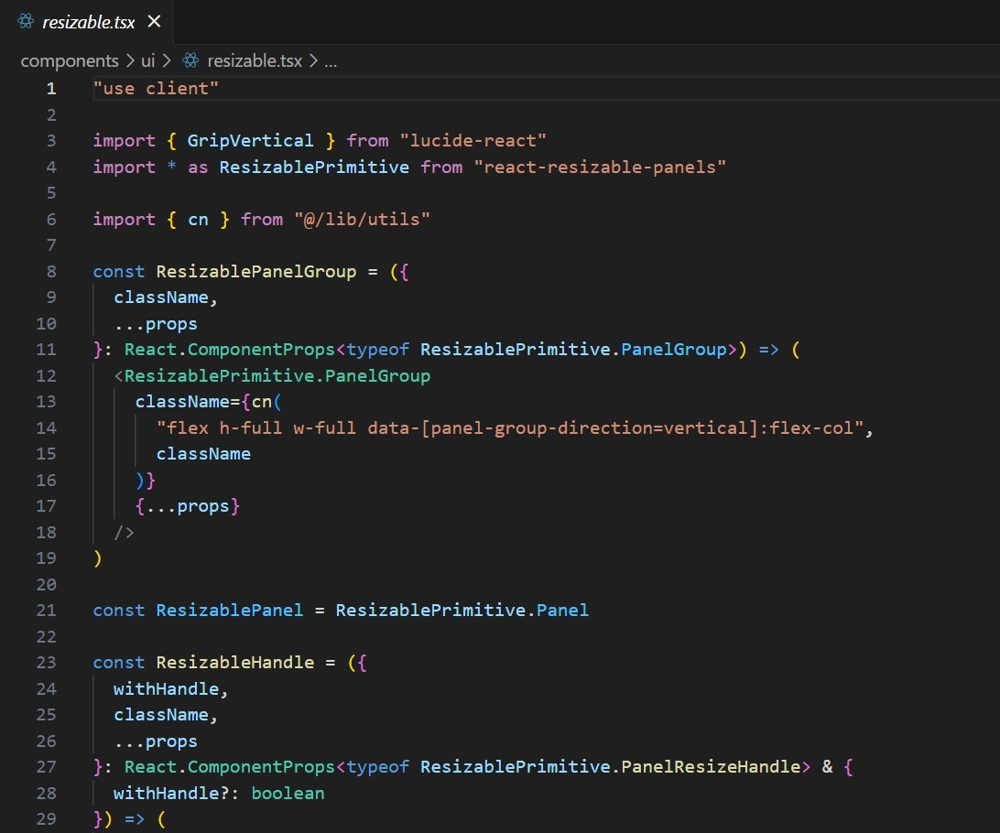 resizable.tsx
components > ui > resizable.tsx > ...
1 "use client"
2
3 import { GripVertical } from "lucide-react"
4 import * as ResizablePrimitive from "react-resizable-panels"
5
6 import { cn } from "@/lib/utils"
7
8 const ResizablePanelGroup = ({
9   className,
10   ...props
11 }: React.ComponentProps<typeof ResizablePrimitive.PanelGroup>) => (
12   <ResizablePrimitive.PanelGroup
13     className={cn(
14       "flex h-full w-full data-[panel-group-direction=vertical]:flex-col",
15       className
16     )}
17     {...props}
18   />
19 )
20
21 const ResizablePanel = ResizablePrimitive.Panel
22
23 const ResizableHandle = ({
24   withHandle,
25   className,
26   ...props
27 }: React.ComponentProps<typeof ResizablePrimitive.PanelResizeHandle> & {
28   withHandle?: boolean
29 }) => (